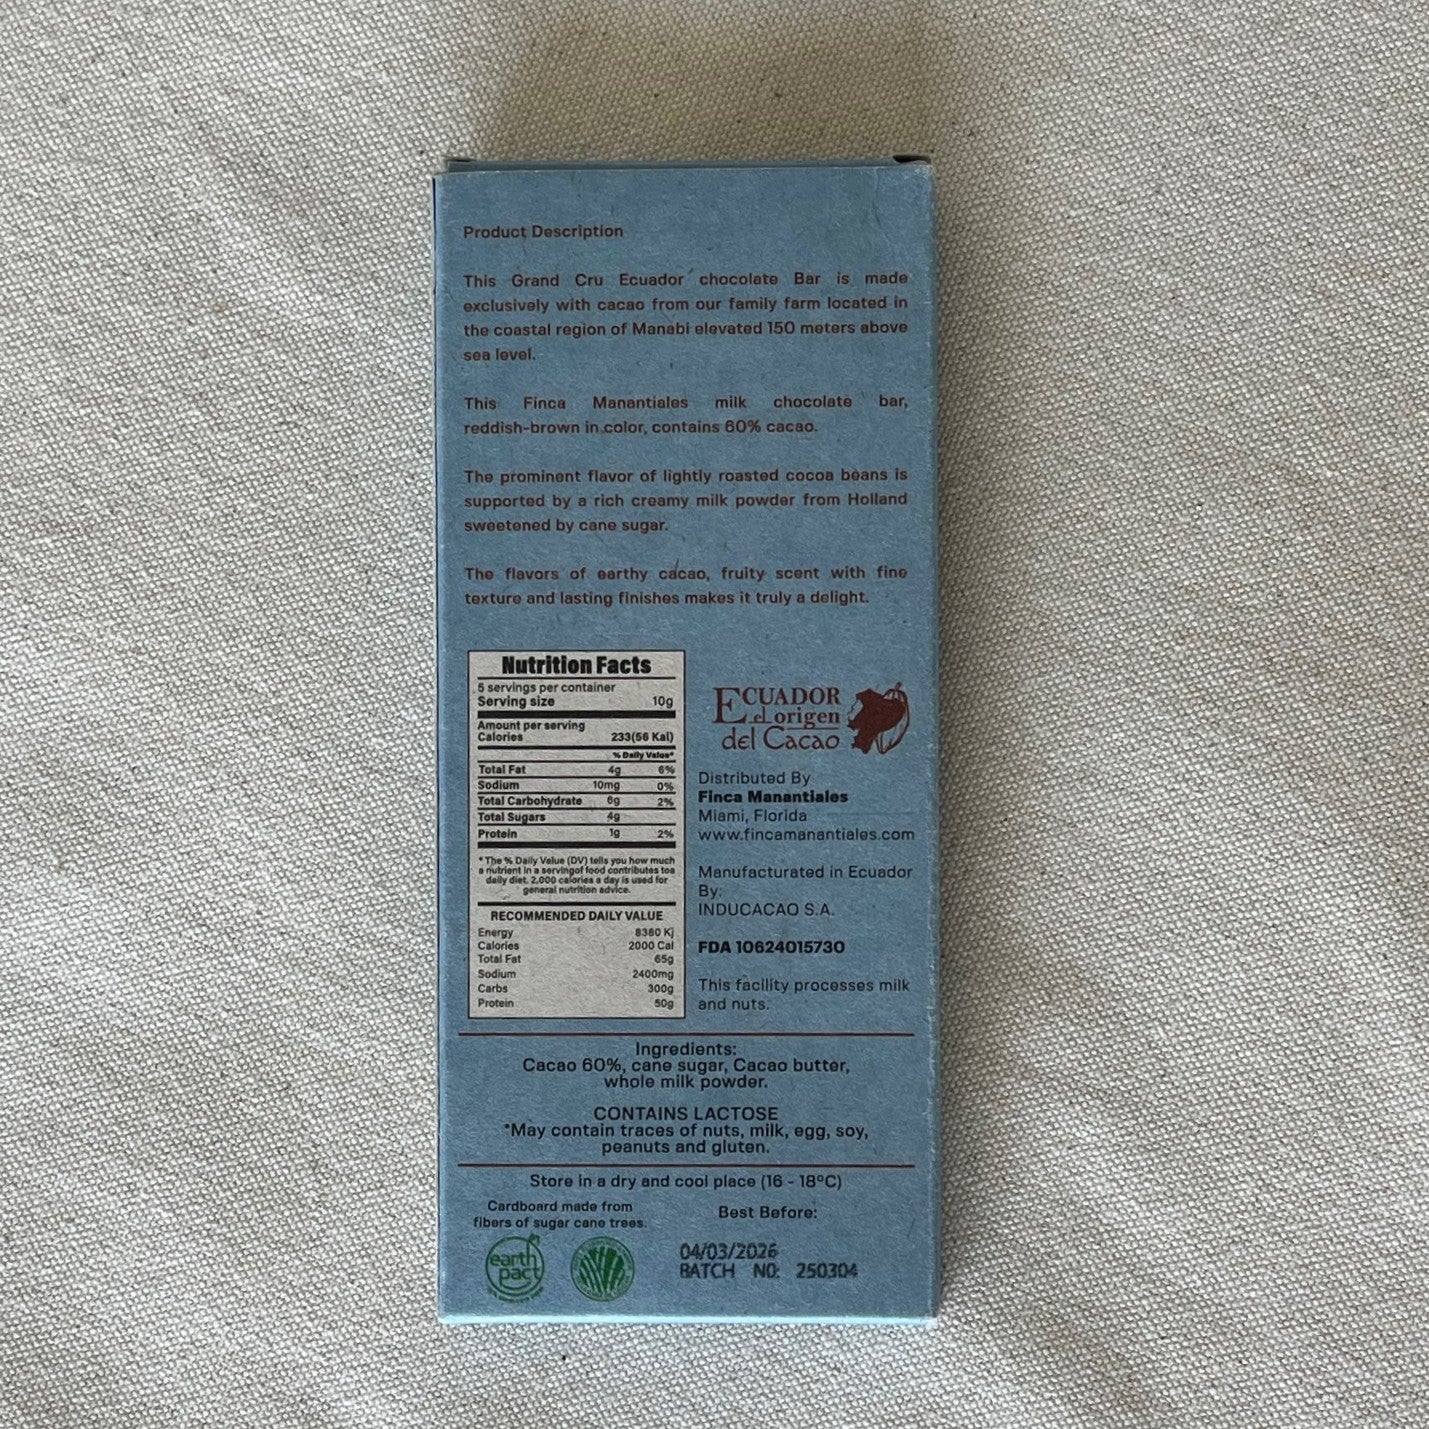 Product Description
This Grand Cru Ecuador chocolate Bar is made
exclusively with cacao from our family farm located in
the coastal region of Manabi elevated 150 meters above
sea level.
This Finca Manantiales milk chocolate bar,
reddish-brown in color, contains 60% cacao.
The prominent flavor of lightly roasted cocoa beans is
supported by a rich creamy milk powder from Holland
sweetened by cane sugar.
The flavors of earthy cacao, fruity scent with fine
texture and lasting finishes makes it truly a delight.
Nutrition Facts
5 servings per container
Serving size 10g
Amount per serving
Calories 233(56 Kal)
% Daily Value*
Total Fat 4g 6%
Sodium 10mg 0%
Total Carbohydrate 6g 2%
Total Sugars 4g
Protein 1g 2%
*The % Daily Value (DV) tells you how much
a nutrient in a servingof food contributes toa
daily diet. 2,000 calories a day is used for
general nutrition advice.
RECOMMENDED DAILY VALUE
Energy 8380 Kj
Calories 2000 Cal
Total Fat 65g
Sodium 2400mg
Carbs 300g
Protein 50g
ECUADOR
el origen
del Cacao
Distributed By
Finca Manantiales
Miami, Florida
www.fincamanantiales.com
Manufacturated in Ecuador
By:
INDUCACAO S.A.
FDA 10624015730
This facility processes milk
and nuts.
Ingredients:
Cacao 60%, cane sugar, Cacao butter,
whole milk powder.
CONTAINS LACTOSE
*May contain traces of nuts, milk, egg, soy,
peanuts and gluten.
Store in a dry and cool place (16 - 18°C)
Cardboard made from
fibers of sugar cane trees.
earth
pact
Best Before:
04/03/2026
BATCH NO: 250304